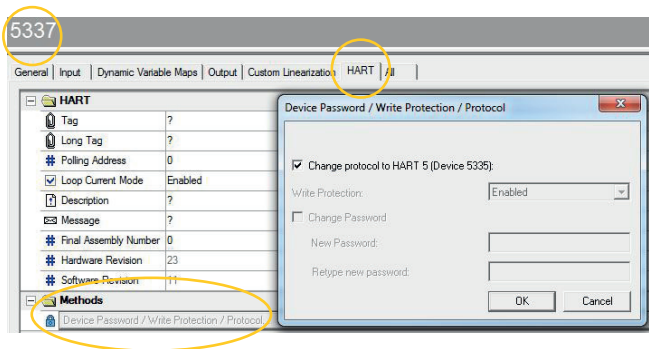 5337
General Input Dynamic Variable Maps Output Custom Linearization HART All
HART
Tag ?
Long Tag ?
Polling Address 0
Loop Current Mode Enabled
Description ?
Message ?
Final Assembly Number 0
Hardware Revision 23
Software Revision 11
Methods
Device Password / Write Protection / Protocol
Device Password / Write Protection / Protocol
Change protocol to HART 5 (Device 5335):
Write Protection: Enabled
Change Password
New Password:
Retype new password:
OK Cancel